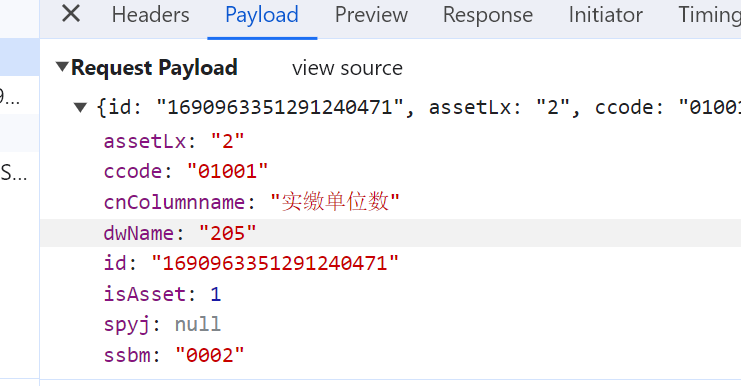 Headers Payload Preview Response Initiator Timing
Request Payload view source
{id: "1690963351291240471", assetLx: "2", ccode: "01001
9...
assetLx: "2"
ccode: "01001"
S... cnColumnname: "实缴单位数"
dwName: "205"
id: "1690963351291240471"
isAsset: 1
spyj: null
ssbm: "0002"